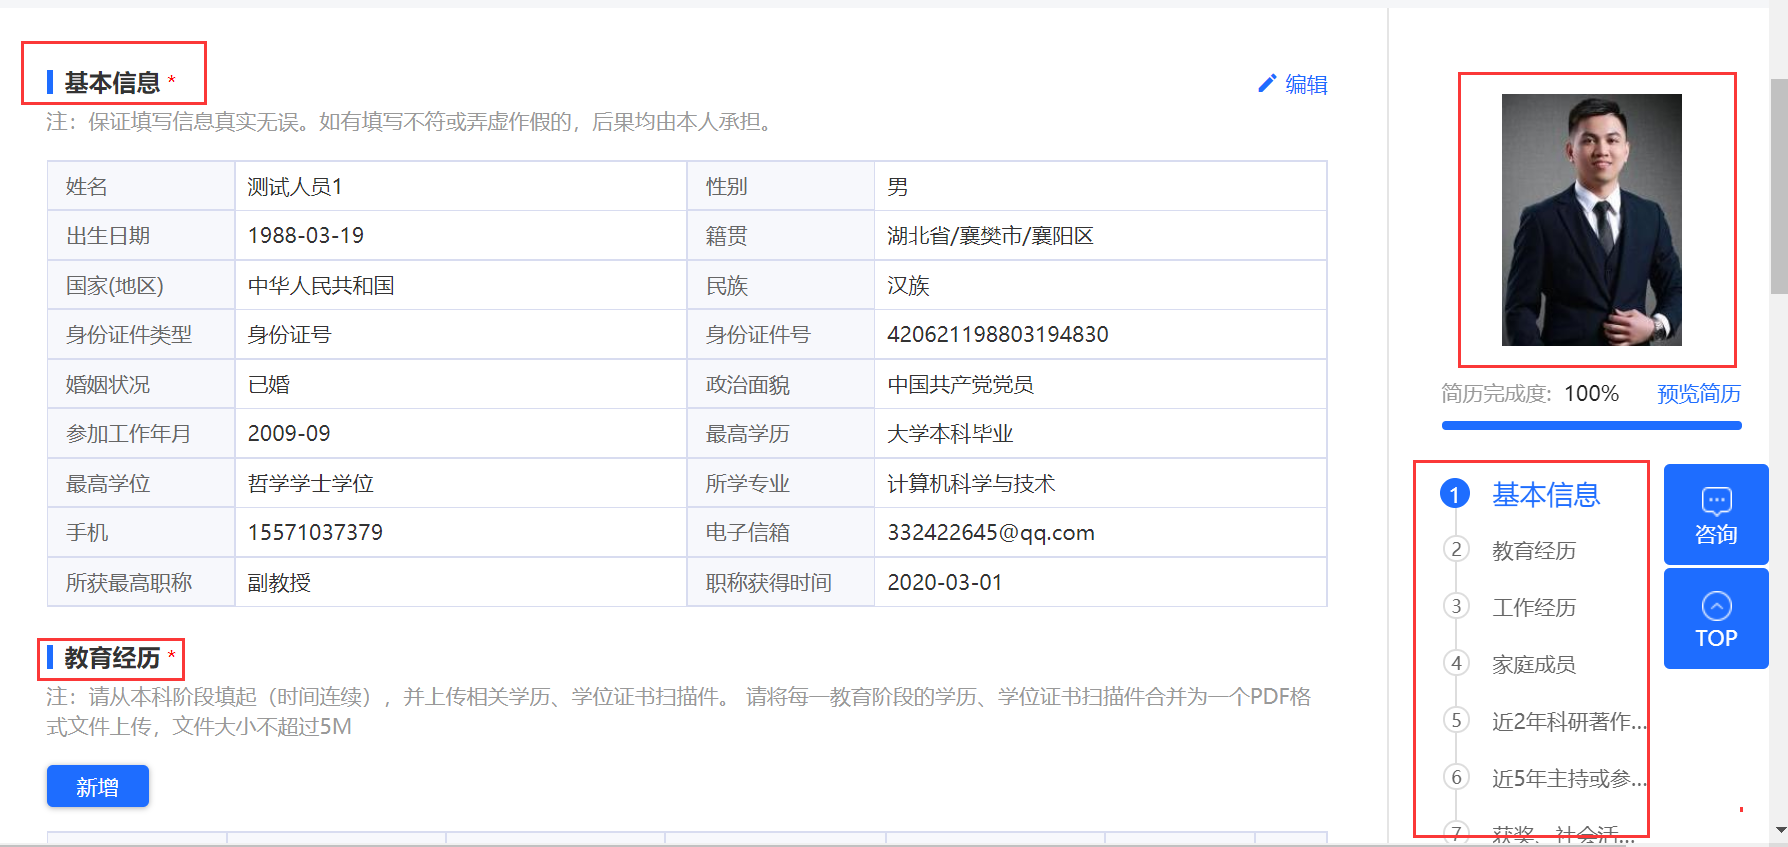 基本信息 *
编辑
注：保证填写信息真实无误。如有填写不符或弄虚作假的，后果均由本人承担。
姓名 测试人员1 性别 男
出生日期 1988-03-19 籍贯 湖北省/襄樊市/襄阳区
国家(地区) 中华人民共和国 民族 汉族
身份证件类型 身份证号 身份证件号 420621198803194830
婚姻状况 已婚 政治面貌 中国共产党党员
参加工作年月 2009-09 最高学历 大学本科毕业
最高学位 哲学学士学位 所学专业 计算机科学与技术
手机 15571037379 电子信箱 332422645@qq.com
所获最高职称 副教授 职称获得时间 2020-03-01
教育经历 *
注：请从本科阶段填起（时间连续），并上传相关学历、学位证书扫描件。 请将每一教育阶段的学历、学位证书扫描件合并为一个PDF格
式文件上传，文件大小不超过5M
新增
简历完成度: 100% 预览简历
1 基本信息
2 教育经历
3 工作经历
4 家庭成员
5 近2年科研著作...
6 近5年主持或参...
7 获奖、社会活...
咨询
TOP